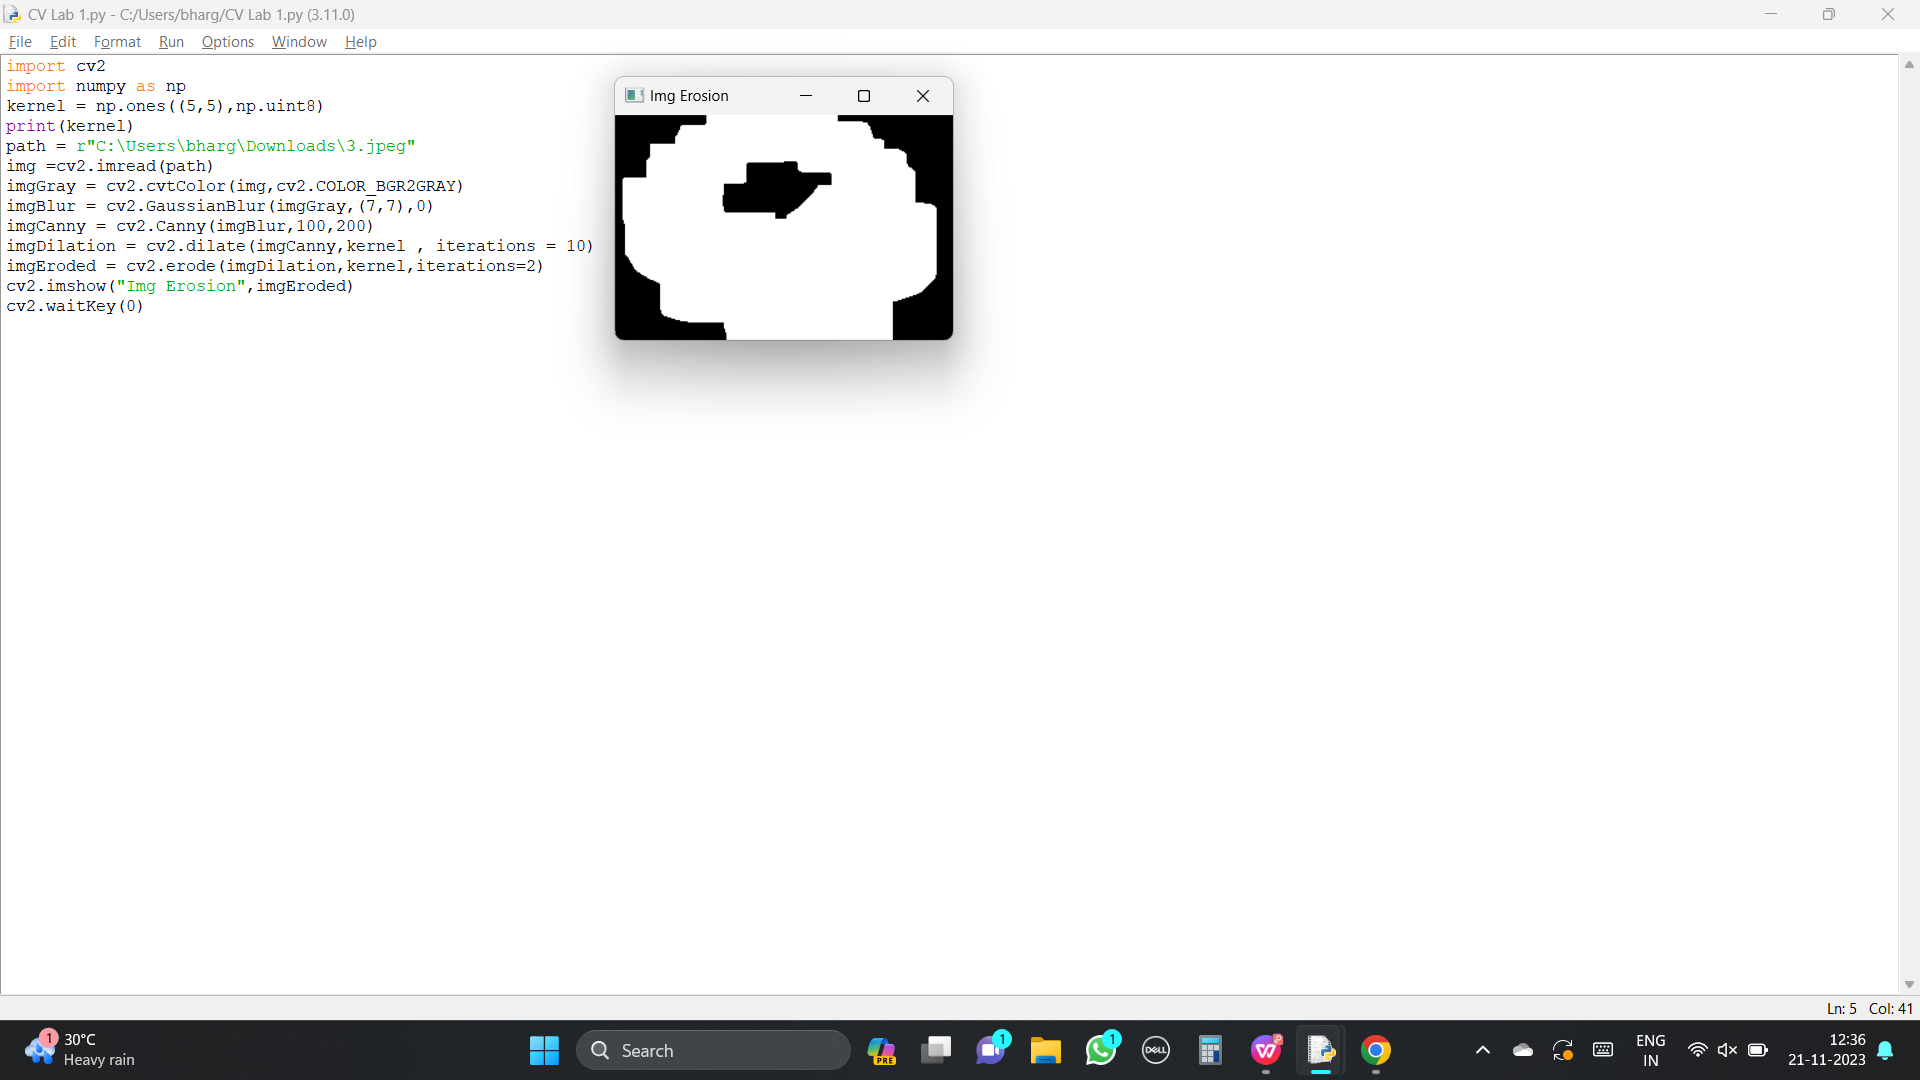 CV Lab 1.py - C:/Users/bharg/CV Lab 1.py (3.11.0)
File Edit Format Run Options Window Help
import cv2
import numpy as np
kernel = np.ones((5,5),np.uint8)
print(kernel)
path = r"C:\Users\bharg\Downloads\3.jpeg"
img =cv2.imread(path)
imgGray = cv2.cvtColor(img,cv2.COLOR_BGR2GRAY)
imgBlur = cv2.GaussianBlur(imgGray,(7,7),0)
imgCanny = cv2.Canny(imgBlur,100,200)
imgDilation = cv2.dilate(imgCanny,kernel , iterations = 10)
imgEroded = cv2.erode(imgDilation,kernel,iterations=2)
cv2.imshow("Img Erosion",imgEroded)
cv2.waitKey(0)
Img Erosion
Ln: 5 Col: 41
1
30°C
Heavy rain
Search
PRE
1
1
DELL
ENG
IN
12:36
21-11-2023